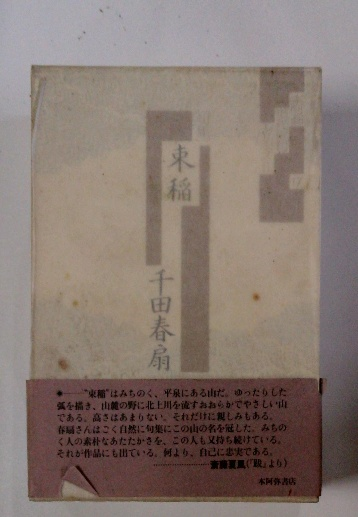 束稲
千田春扇
●──"束稲"はみちのく、平泉にある山だ。ゆったりした
弧を描き、山麓の野に北上川を流すおおらかでやさしい山
である。高さはあまりない。それだけに親しみもある。
春扇さんはごく自然に句集にこの山の名を冠した。みちの
く人の素朴なあたたかさを、この人も又持ち続けている。
それが作品にも出ている。何より、自己に忠実である。
──齋藤夏風(「跋」より)
本阿弥書店